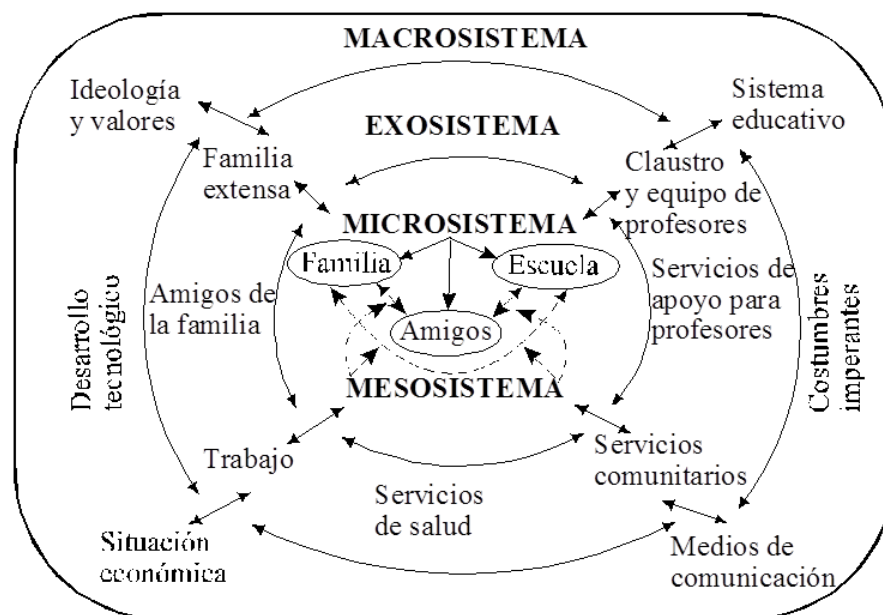 MACROSISTEMA
Ideología
y valores
Sistema
educativo
EXOSISTEMA
Familia
extensa
Claustro
y equipo de
profesores
MICROSISTEMA
Familia
Escuela
Desarrollo
tecnológico
Amigos de
la familia
Amigos
Servicios de
apoyo para
profesores
Costumbres
imperantes
MESOSISTEMA
Trabajo
Servicios
comunitarios
Servicios
de salud
Situación
económica
Medios de
comunicación